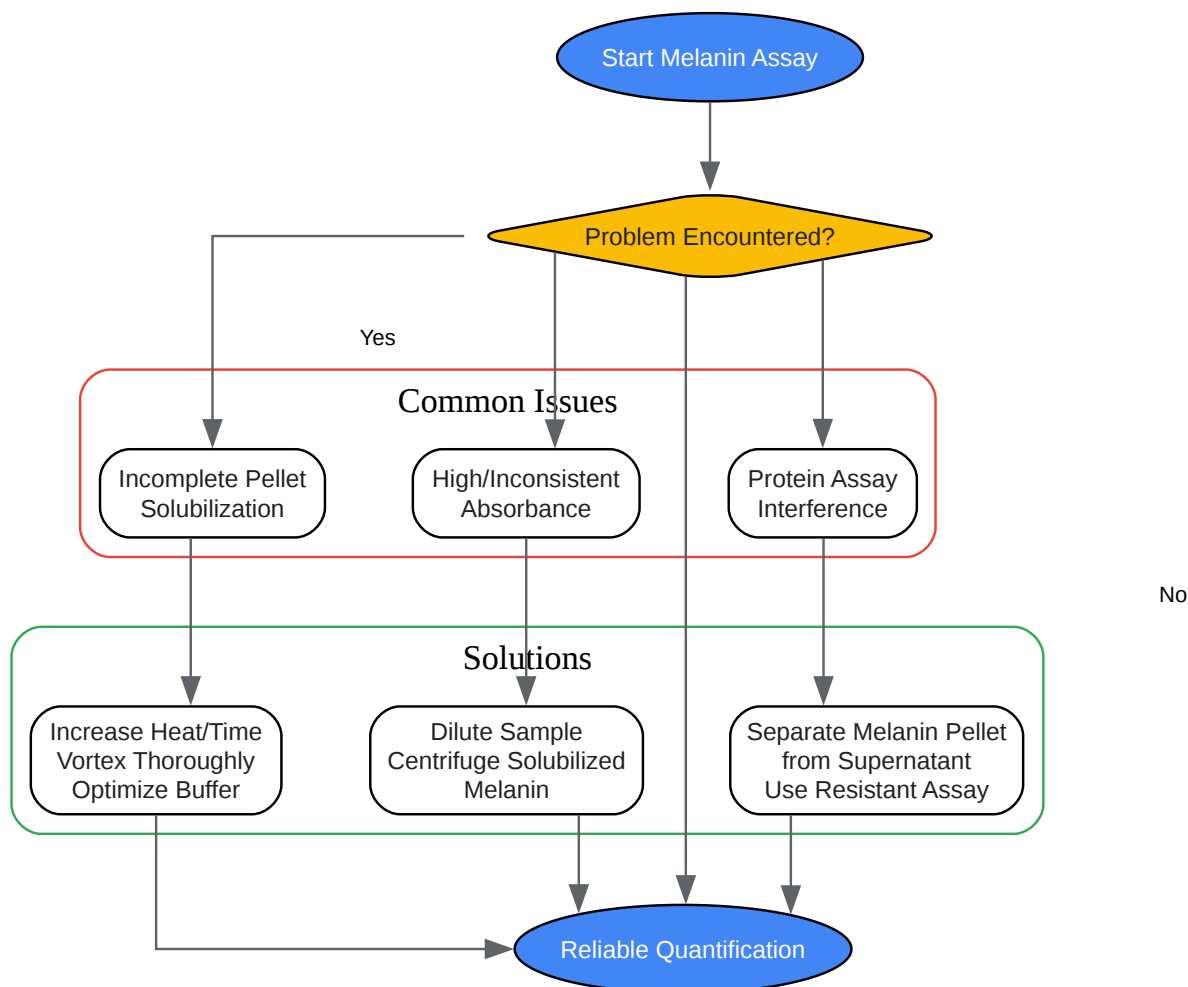 Start Melanin Assay
Problem Encountered?
Yes
Common Issues
Incomplete Pellet
Solubilization
High/Inconsistent
Absorbance
Protein Assay
Interference
No
Solutions
Increase Heat/Time
Vortex Thoroughly
Optimize Buffer
Dilute Sample
Centrifuge Solubilized
Melanin
Separate Melanin Pellet
from Supernatant
Use Resistant Assay
Reliable Quantification